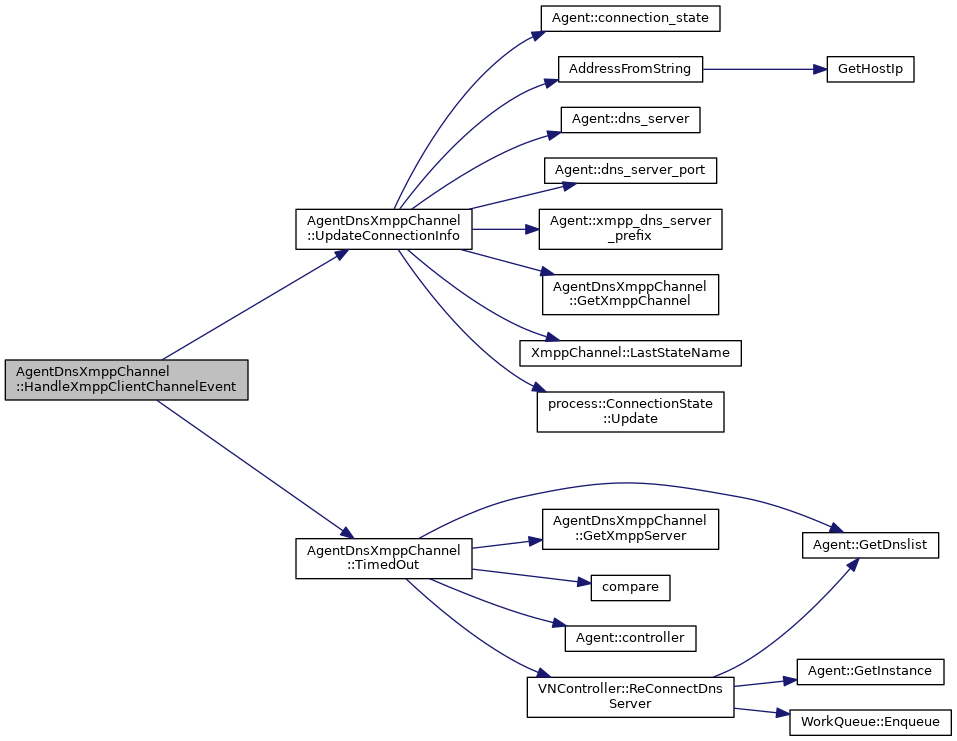 Agent::connection_state
AddressFromString
GetHostIp
Agent::dns_server
Agent::dns_server_port
AgentDnsXmppChannel
::UpdateConnectionInfo
Agent::xmpp_dns_server
_prefix
AgentDnsXmppChannel
::GetXmppChannel
XmppChannel::LastStateName
AgentDnsXmppChannel
::HandleXmppClientChannelEvent
process::ConnectionState
::Update
AgentDnsXmppChannel
::GetXmppServer
Agent::GetDnslist
AgentDnsXmppChannel
::TimedOut
compare
Agent::controller
VNController::ReConnectDns
Server
Agent::GetInstance
WorkQueue::Enqueue